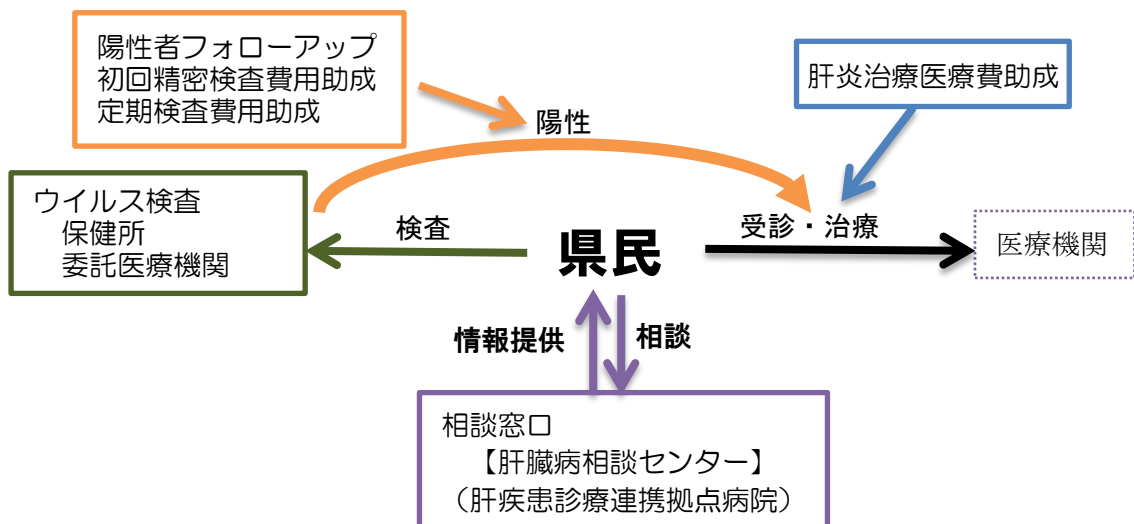 陽性者フォローアップ
初回精密検査費用助成
定期検査費用助成
肝炎治療医療費助成
陽性
ウイルス検査
保健所
委託医療機関
検査
県民
受診・治療
医療機関
情報提供
相談
相談窓口
【肝臓病相談センター】
（肝疾患診療連携拠点病院）